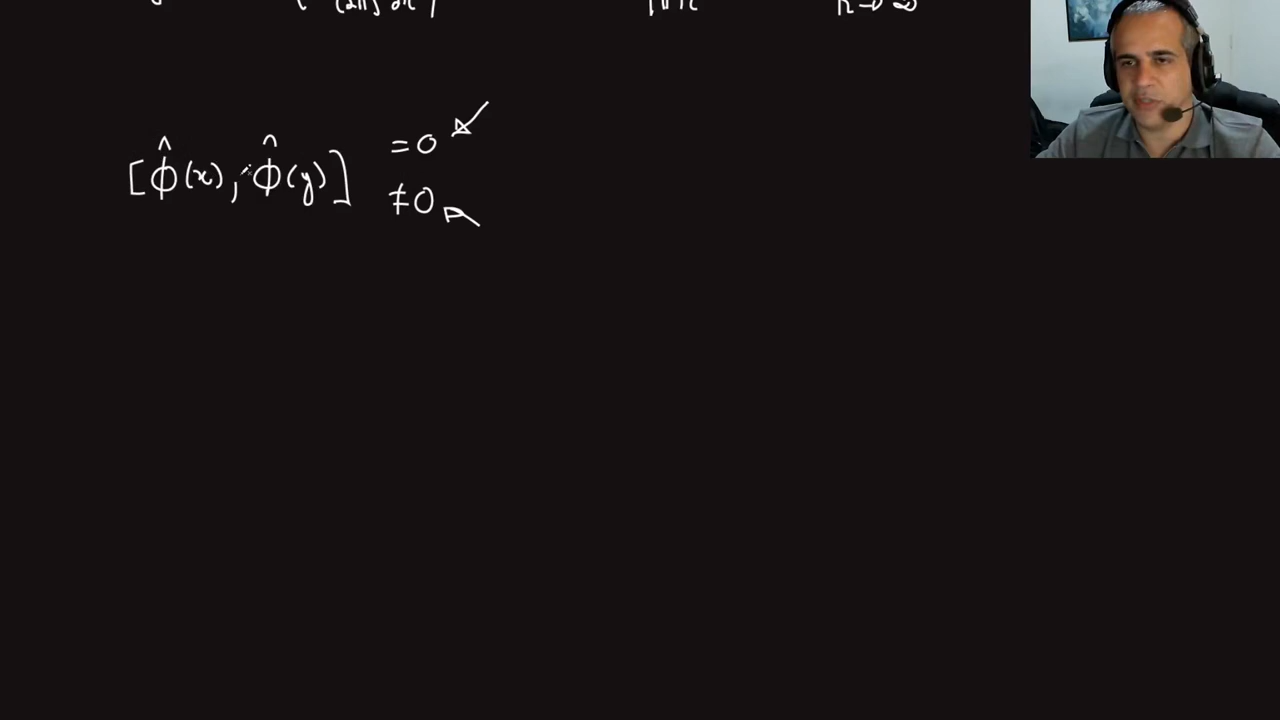 [φ̂(x), φ̂(y)] = 0
≠ 0